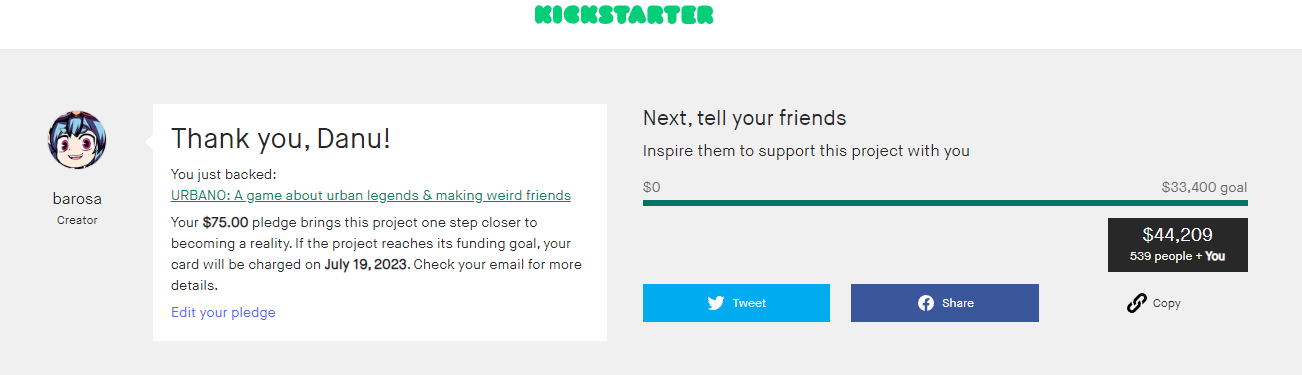 KICKSTARTER
barosa
Creator
Thank you, Danu!
You just backed:
URBANO: A game about urban legends & making weird friends
Your $75.00 pledge brings this project one step closer to
becoming a reality. If the project reaches its funding goal, your
card will be charged on July 19, 2023. Check your email for more
details.
Edit your pledge
Next, tell your friends
Inspire them to support this project with you
$0
$33,400 goal
$44,209
539 people + You
Tweet
Share
Copy